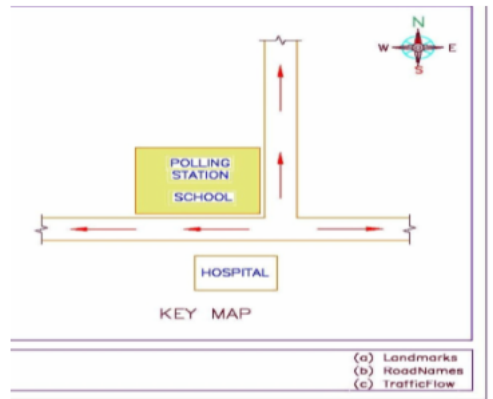 N
W E
S
POLLING
STATION
SCHOOL
HOSPITAL
KEY MAP
(a) Landmarks
(b) RoadNames
(c) TrafficFlow